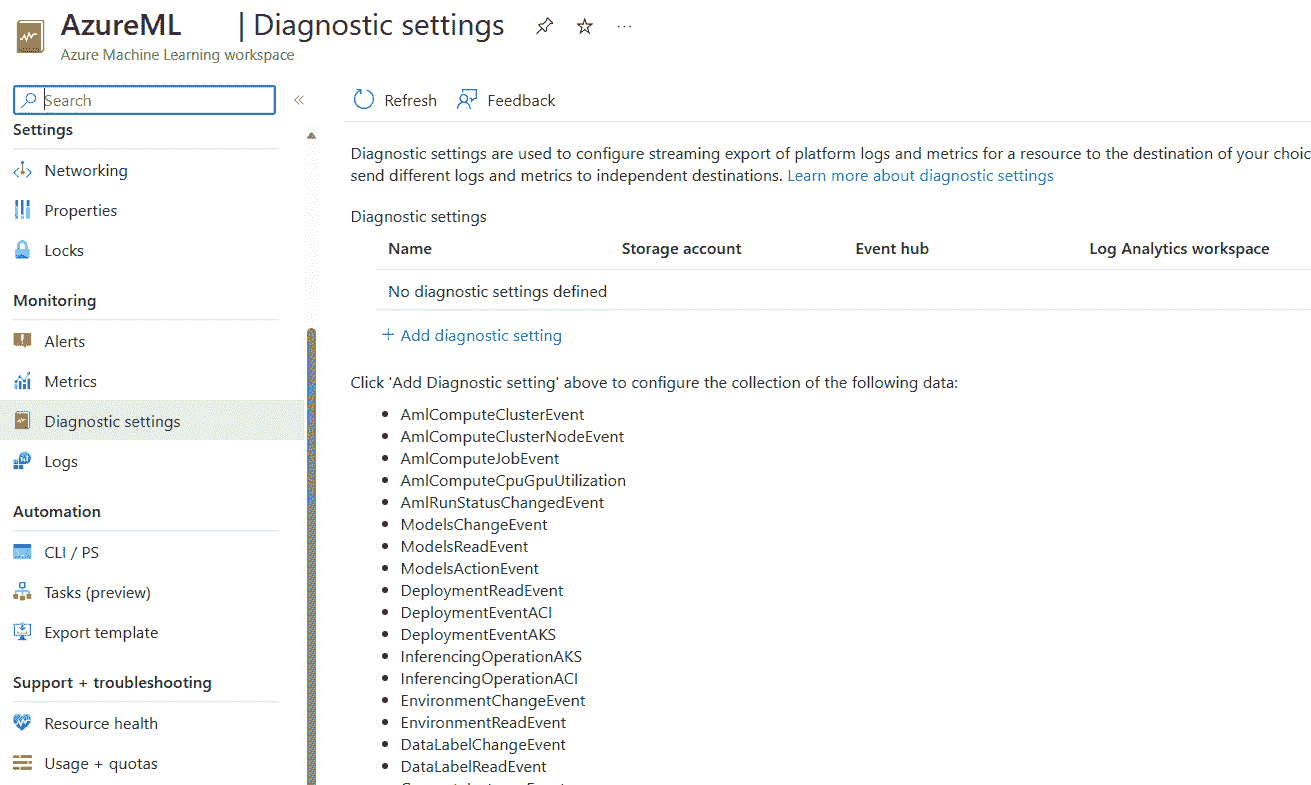 AzureML | Diagnostic settings
Azure Machine Learning workspace
Search
Settings
Networking
Properties
Locks
Monitoring
Alerts
Metrics
Diagnostic settings
Logs
Automation
CLI / PS
Tasks (preview)
Export template
Support + troubleshooting
Resource health
Usage + quotas
Refresh Feedback
Diagnostic settings are used to configure streaming export of platform logs and metrics for a resource to the destination of your choic
send different logs and metrics to independent destinations. Learn more about diagnostic settings
Diagnostic settings
Name Storage account Event hub Log Analytics workspace
No diagnostic settings defined
+ Add diagnostic setting
Click 'Add Diagnostic setting' above to configure the collection of the following data:
• AmlComputeClusterEvent
• AmlComputeClusterNodeEvent
• AmlComputeJobEvent
• AmlComputeCpuGpuUtilization
• AmlRunStatusChangedEvent
• ModelsChangeEvent
• ModelsReadEvent
• ModelsActionEvent
• DeploymentReadEvent
• DeploymentEventACI
• DeploymentEventAKS
• InferencingOperationAKS
• InferencingOperationACI
• EnvironmentChangeEvent
• EnvironmentReadEvent
• DataLabelChangeEvent
• DataLabelReadEvent